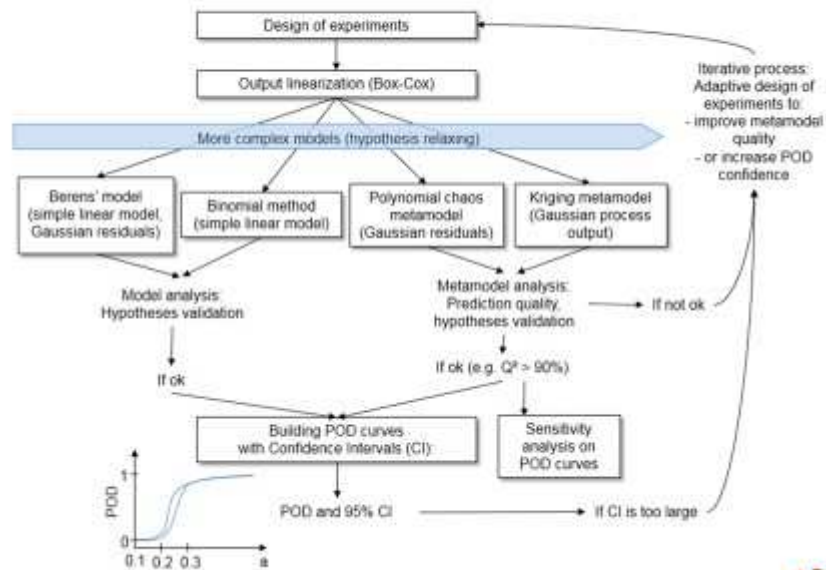 Design of experiments
Output linearization (Box-Cox)
Iterative process:
Adaptive design of
experiments to:
- improve metamodel
quality
- or increase POD
confidence
More complex models (hypothesis relaxing)
Berens' model
(simple linear model,
Gaussian residuals)
Binomial method
(simple linear model)
Polynomial chaos
metamodel
(Gaussian residuals)
Kriging metamodel
(Gaussian process
output)
Model analysis:
Hypotheses validation
Metamodel analysis:
Prediction quality,
hypotheses validation
If not ok
If ok
If ok (e.g. Q² > 90%)
Building POD curves
with Confidence Intervals (CI):
Sensitivity
analysis on
POD curves
POD and 95% CI
If CI is too large
POD
1
0
0.1 0.2 0.3 a